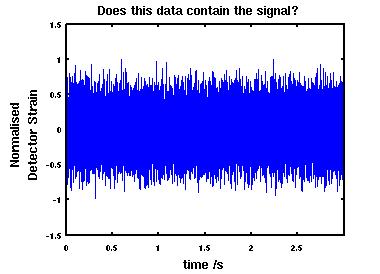 Does this data contain the signal?
1.5
1
0.5
0
-0.5
-1
-1.5
Normalised
Detector Strain
0 0.5 1 1.5 2 2.5
time /s